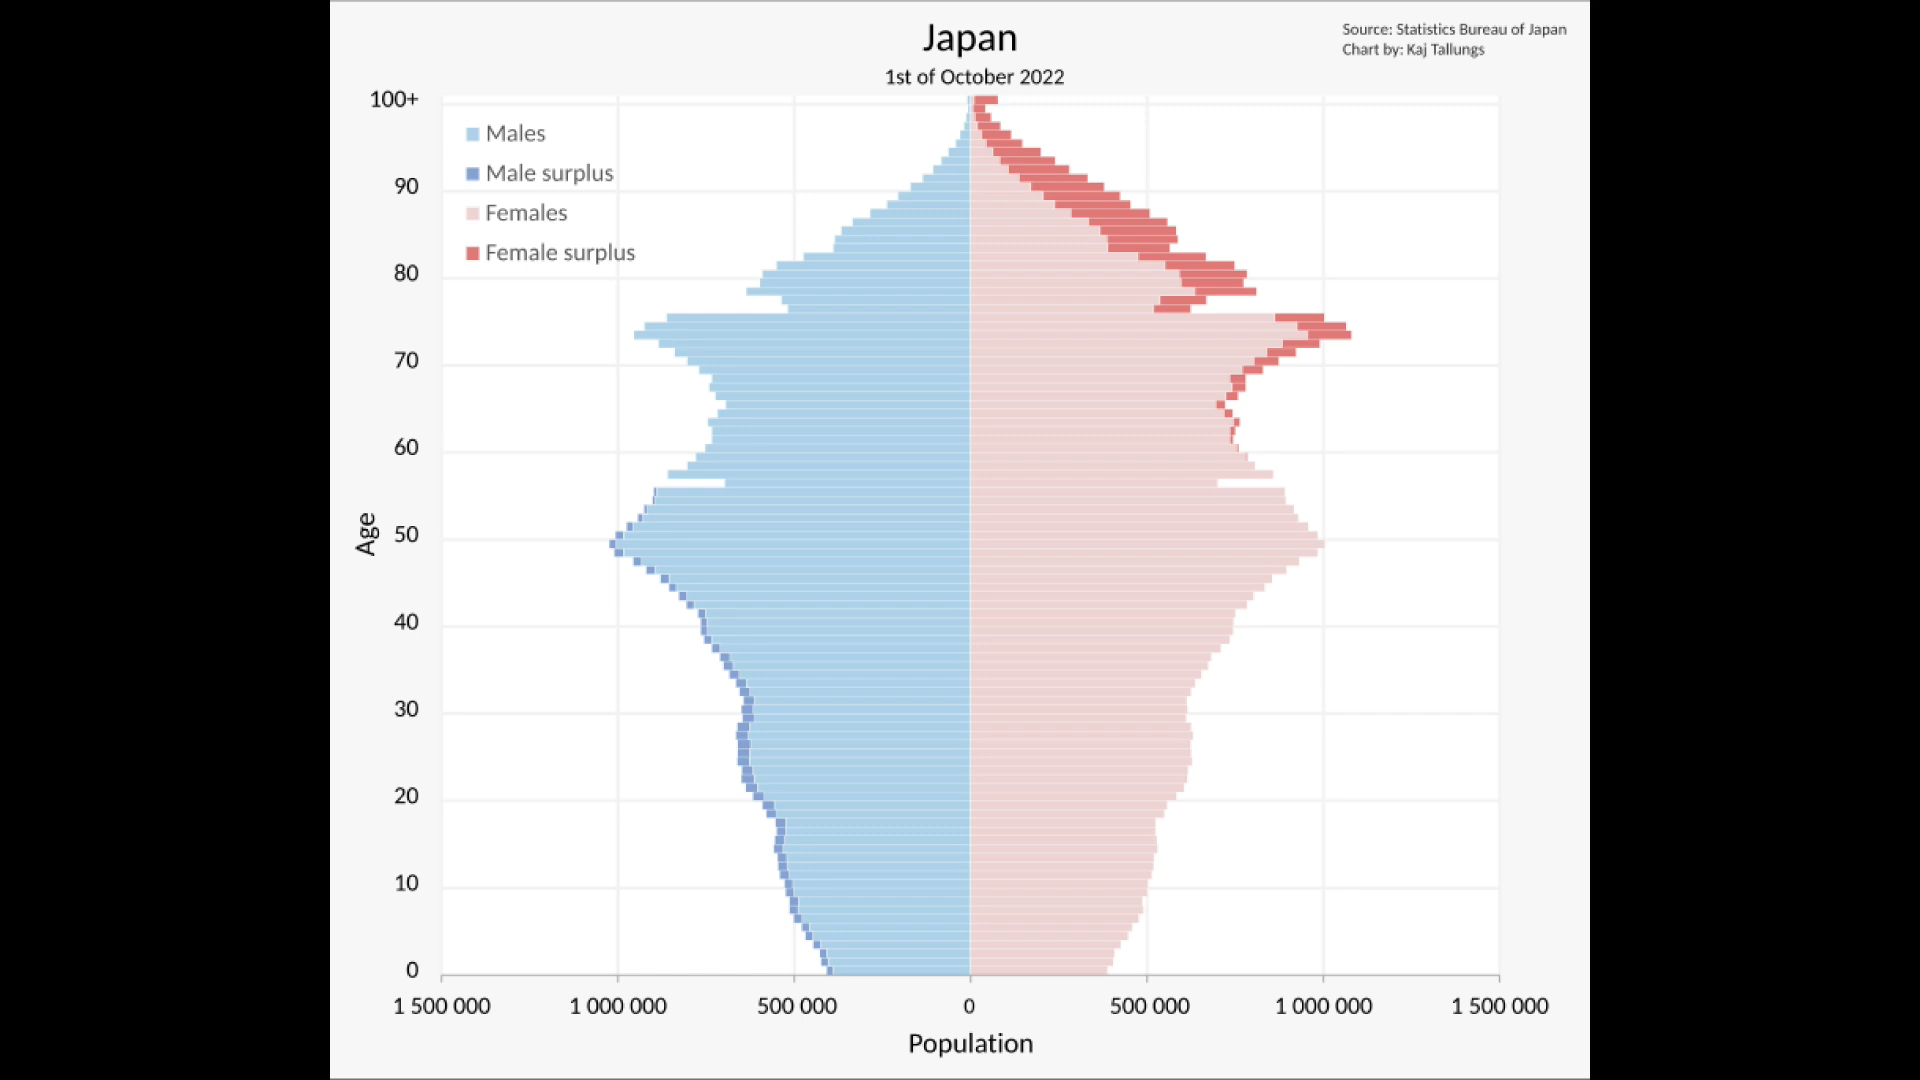 Japan
1st of October 2022
Source: Statistics Bureau of Japan
Chart by: Kaj Tallungs
Males
Male surplus
Females
Female surplus
100+
90
80
70
60
50
40
30
20
10
0
Age
1 500 000 1 000 000 500 000 0 500 000 1 000 000 1 500 000
Population